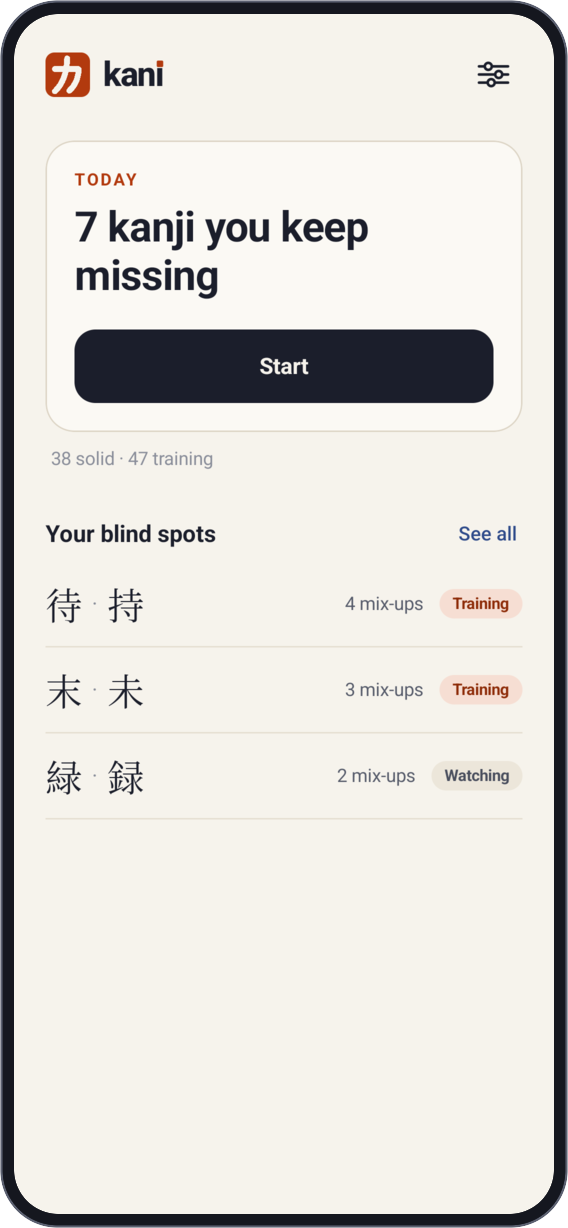 カ kani
TODAY
7 kanji you keep
missing
Start
38 solid · 47 training
Your blind spots See all
待 · 持 4 mix-ups Training
末 · 未 3 mix-ups Training
緑 · 録 2 mix-ups Watching